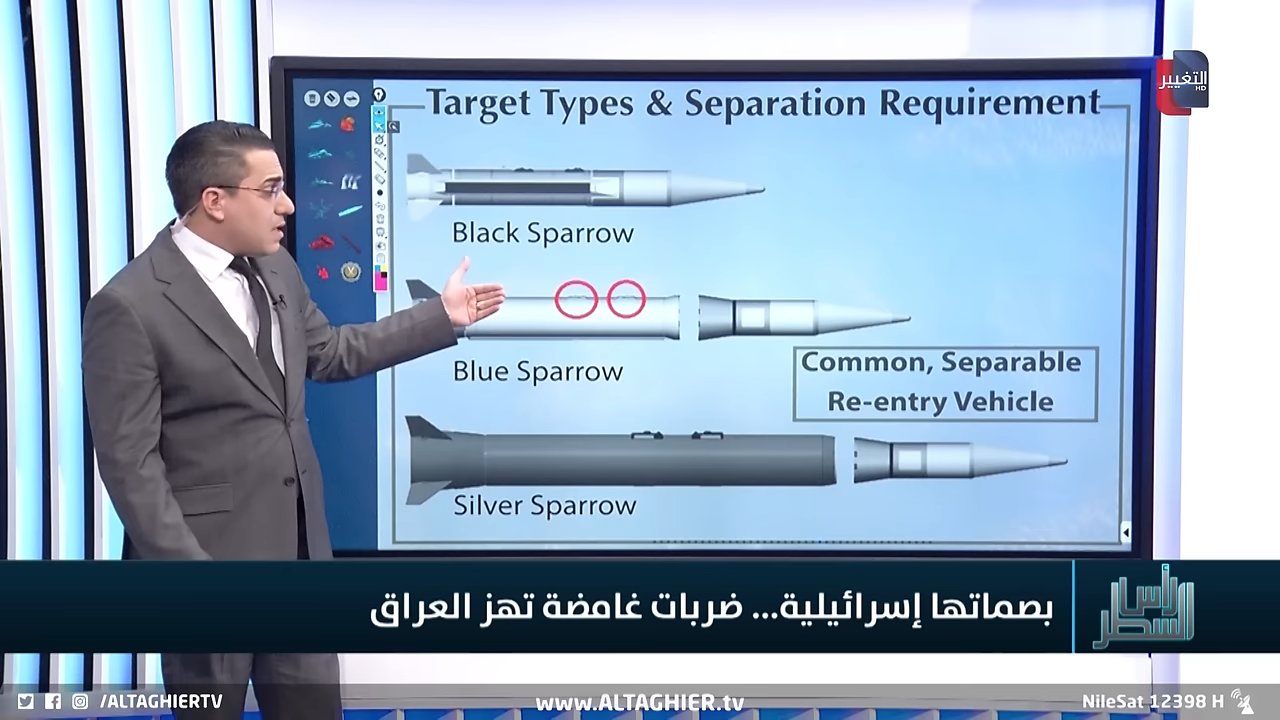 التغيير
HD
Target Types & Separation Requirement
Black Sparrow
Blue Sparrow
Common, Separable
Re-entry Vehicle
Silver Sparrow
بصماتها إسرائيلية... ضربات غامضة تهز العراق
رأس
السطر
/ALTAGHIERTV
www.ALTAGHIER.tv
NileSat 12398 H